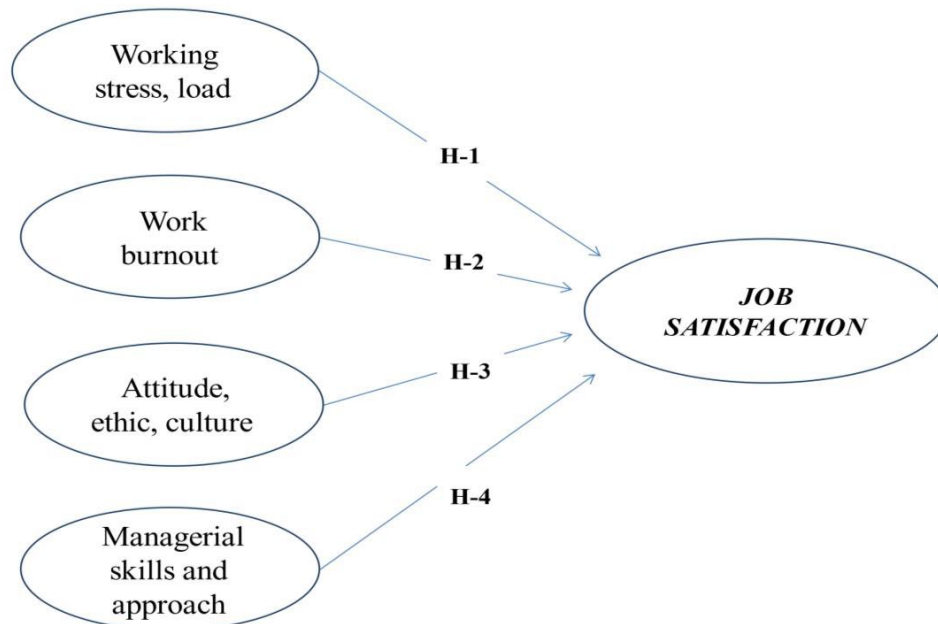 Working
stress, load
H-1
Work
burnout
H-2
JOB
SATISFACTION
H-3
Attitude,
ethic, culture
H-4
Managerial
skills and
approach